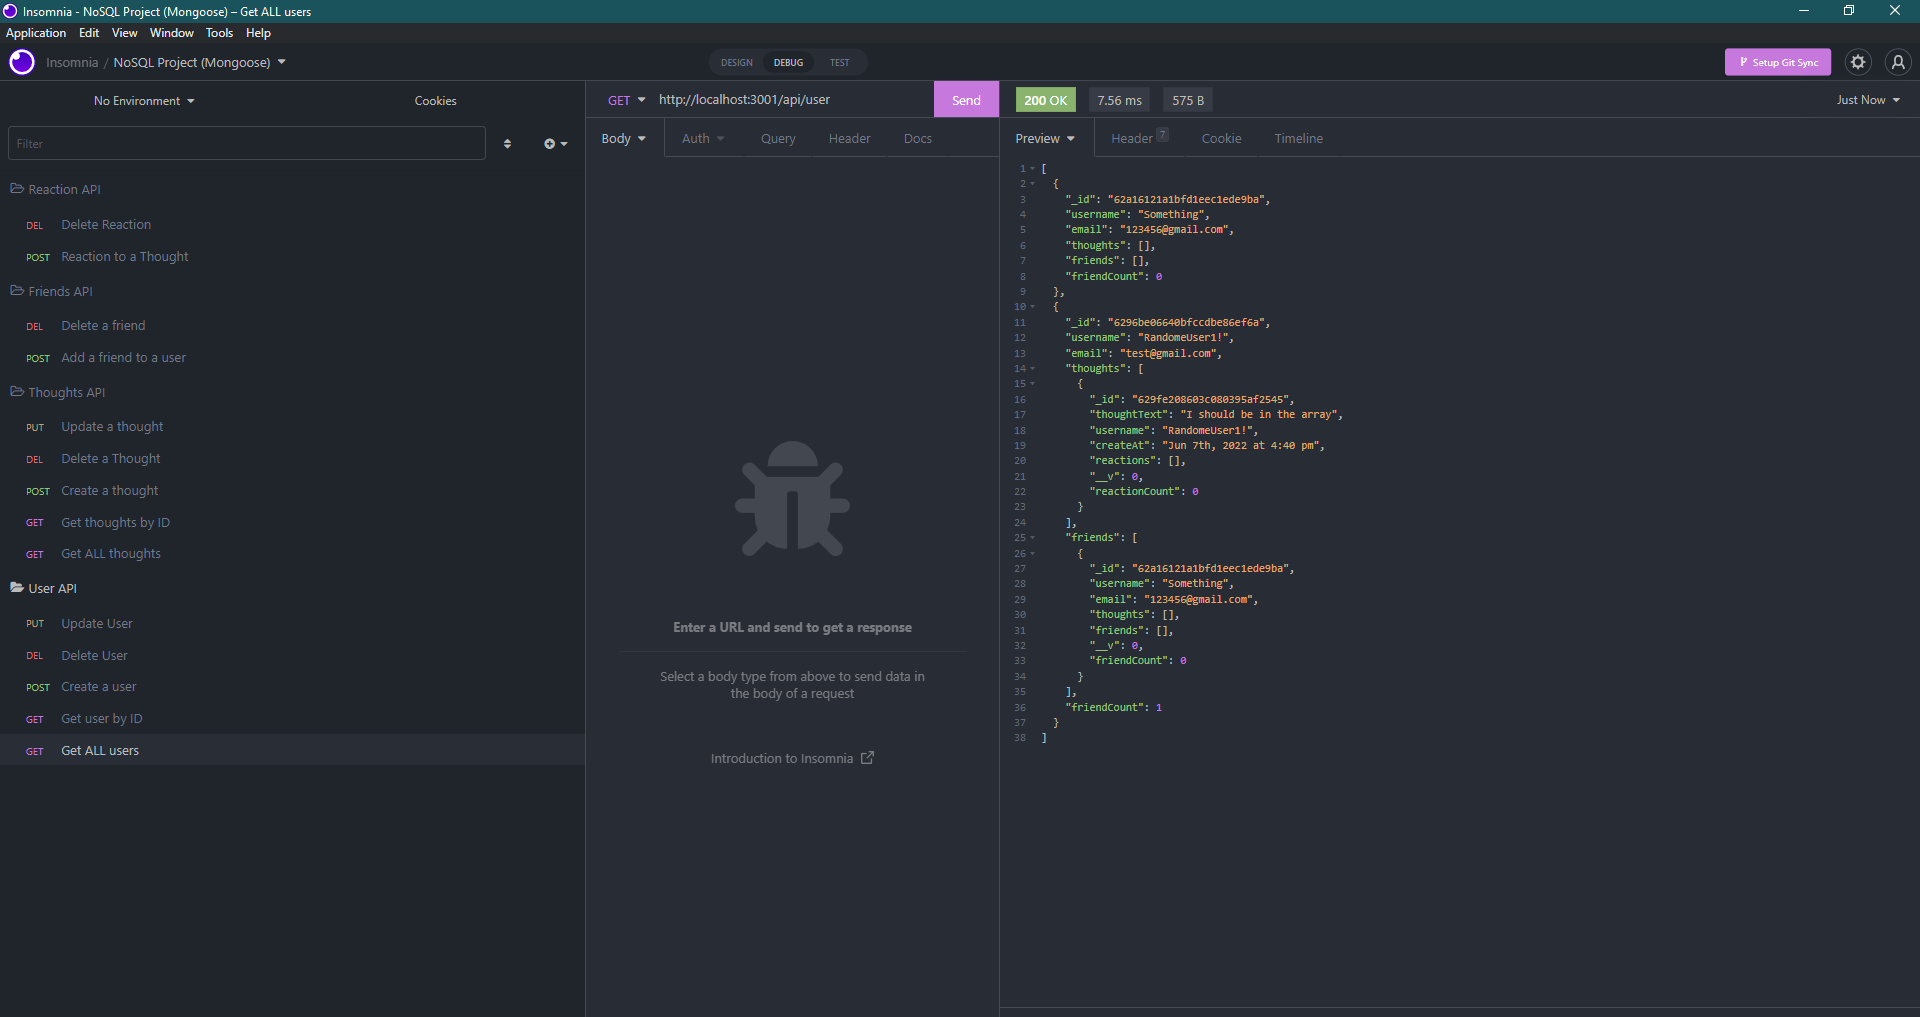 Insomnia - NoSQL Project (Mongoose) – Get ALL users
Application Edit View Window Tools Help
Insomnia / NoSQL Project (Mongoose)
DESIGN DEBUG TEST
Setup Git Sync
No Environment
Cookies
Filter
Reaction API
DEL Delete Reaction
POST Reaction to a Thought
Friends API
DEL Delete a friend
POST Add a friend to a user
Thoughts API
PUT Update a thought
DEL Delete a Thought
POST Create a thought
GET Get thoughts by ID
GET Get ALL thoughts
User API
PUT Update User
DEL Delete User
POST Create a user
GET Get user by ID
GET Get ALL users
GET http://localhost:3001/api/user Send
Body Auth Query Header Docs
Enter a URL and send to get a response
Select a body type from above to send data in
the body of a request
Introduction to Insomnia
200 OK 7.56 ms 575 B Just Now
Preview Header 7 Cookie Timeline
1 [
2 {
3 "_id": "62a16121a1bfd1eec1ede9ba",
4 "username": "Something",
5 "email": "123456@gmail.com",
6 "thoughts": [],
7 "friends": [],
8 "friendCount": 0
9 },
10 {
11 "_id": "6296be06640bfccdbe86ef6a",
12 "username": "RandomeUser1!",
13 "email": "test@gmail.com",
14 "thoughts": [
15 {
16 "_id": "629fe208603c080395af2545",
17 "thoughtText": "I should be in the array",
18 "username": "RandomeUser1!",
19 "createAt": "Jun 7th, 2022 at 4:40 pm",
20 "reactions": [],
21 "__v": 0,
22 "reactionCount": 0
23 }
24 ],
25 "friends": [
26 {
27 "_id": "62a16121a1bfd1eec1ede9ba",
28 "username": "Something",
29 "email": "123456@gmail.com",
30 "thoughts": [],
31 "friends": [],
32 "__v": 0,
33 "friendCount": 0
34 }
35 ],
36 "friendCount": 1
37 }
38 ]